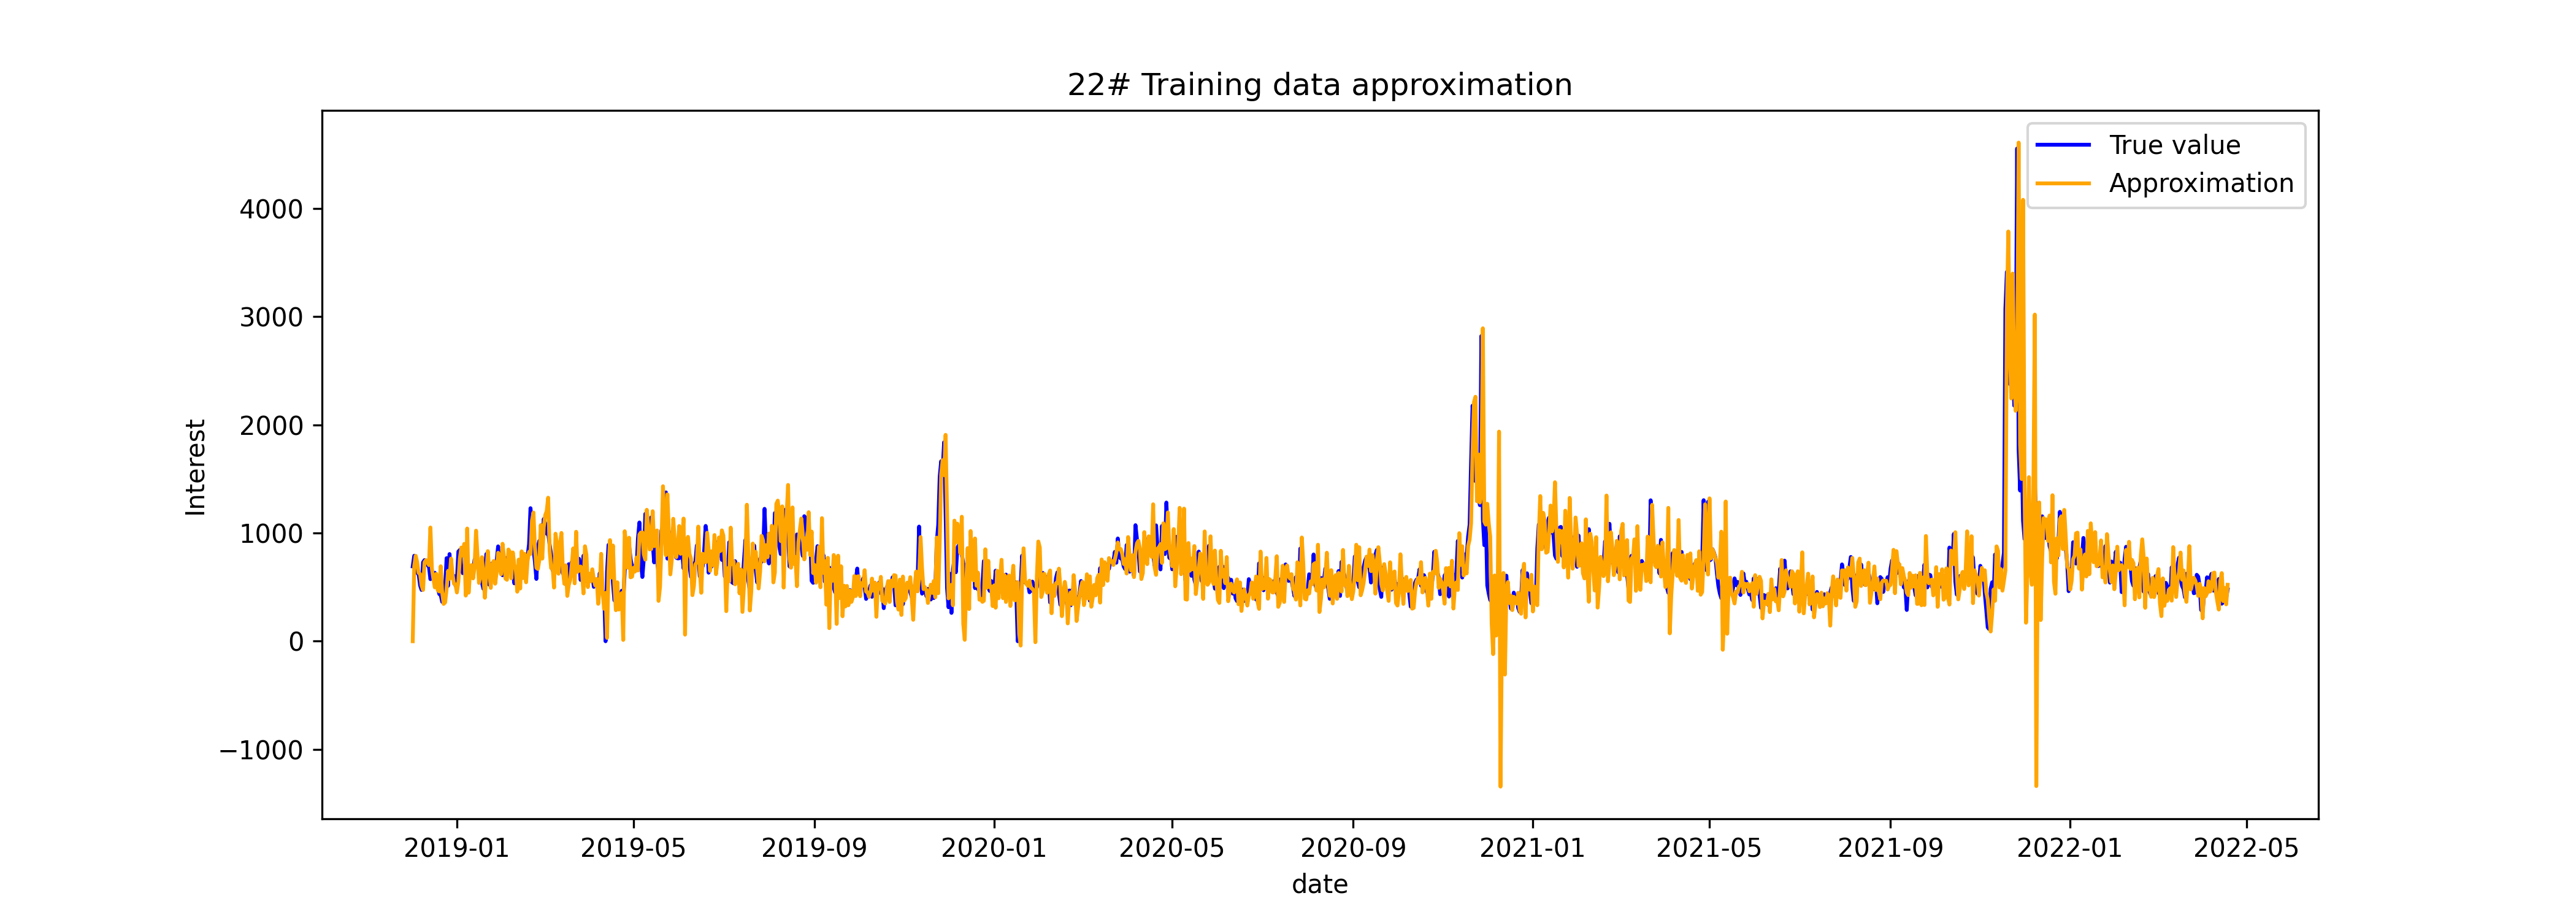 22# Training data approximation
True value
Approximation
4000
3000
2000
1000
0
−1000
Interest
2019-01 2019-05 2019-09 2020-01 2020-05 2020-09 2021-01 2021-05 2021-09 2022-01 2022-05
date